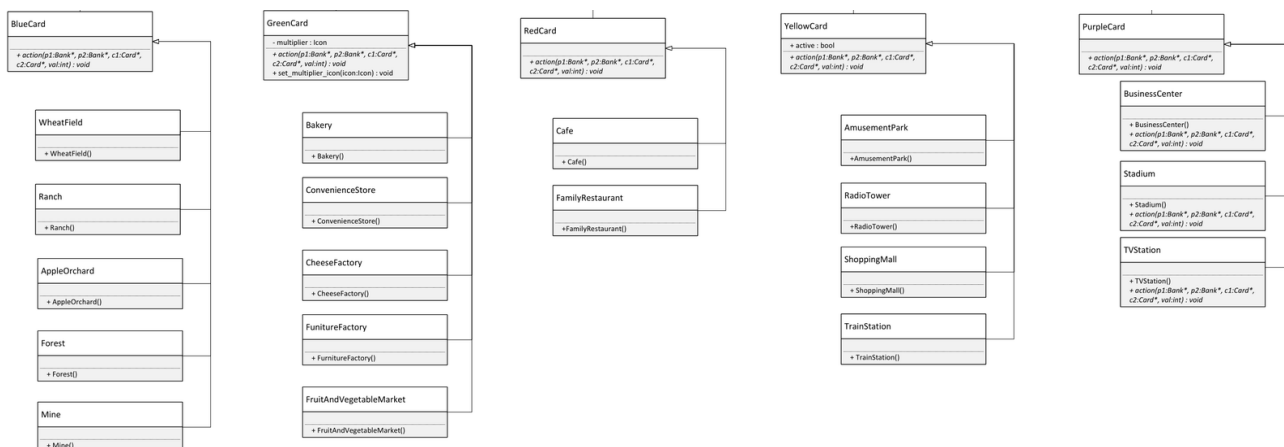 BlueCard
+ action(p1:Bank*, p2:Bank*, c1:Card*,
c2:Card*, val:int) : void
WheatField
+ WheatField()
Ranch
+ Ranch()
AppleOrchard
+ AppleOrchard()
Forest
+ Forest()
Mine
+ Mine()
GreenCard
- multiplier : Icon
+ action(p1:Bank*, p2:Bank*, c1:Card*,
c2:Card*, val:int) : void
+ set_multiplier_icon(icon:Icon) : void
Bakery
+ Bakery()
ConvenienceStore
+ ConvenienceStore()
CheeseFactory
+ CheeseFactory()
FunitureFactory
+ FurnitureFactory()
FruitAndVegetableMarket
+ FruitAndVegetableMarket()
RedCard
+ action(p1:Bank*, p2:Bank*, c1:Card*,
c2:Card*, val:int) : void
Cafe
+ Cafe()
FamilyRestaurant
+FamilyRestaurant()
YellowCard
+ active : bool
+ action(p1:Bank*, p2:Bank*, c1:Card*,
c2:Card*, val:int) : void
AmusementPark
+AmusementPark()
RadioTower
+RadioTower()
ShoppingMall
+ ShoppingMall()
TrainStation
+ TrainStation()
PurpleCard
+ action(p1:Bank*, p2:Bank*, c1:Card*,
c2:Card*, val:int) : void
BusinessCenter
+ BusinessCenter()
+ action(p1:Bank*, p2:Bank*, c1:Card*,
c2:Card*, val:int) : void
Stadium
+ Stadium()
+ action(p1:Bank*, p2:Bank*, c1:Card*,
c2:Card*, val:int) : void
TVStation
+ TVStation()
+ action(p1:Bank*, p2:Bank*, c1:Card*,
c2:Card*, val:int) : void